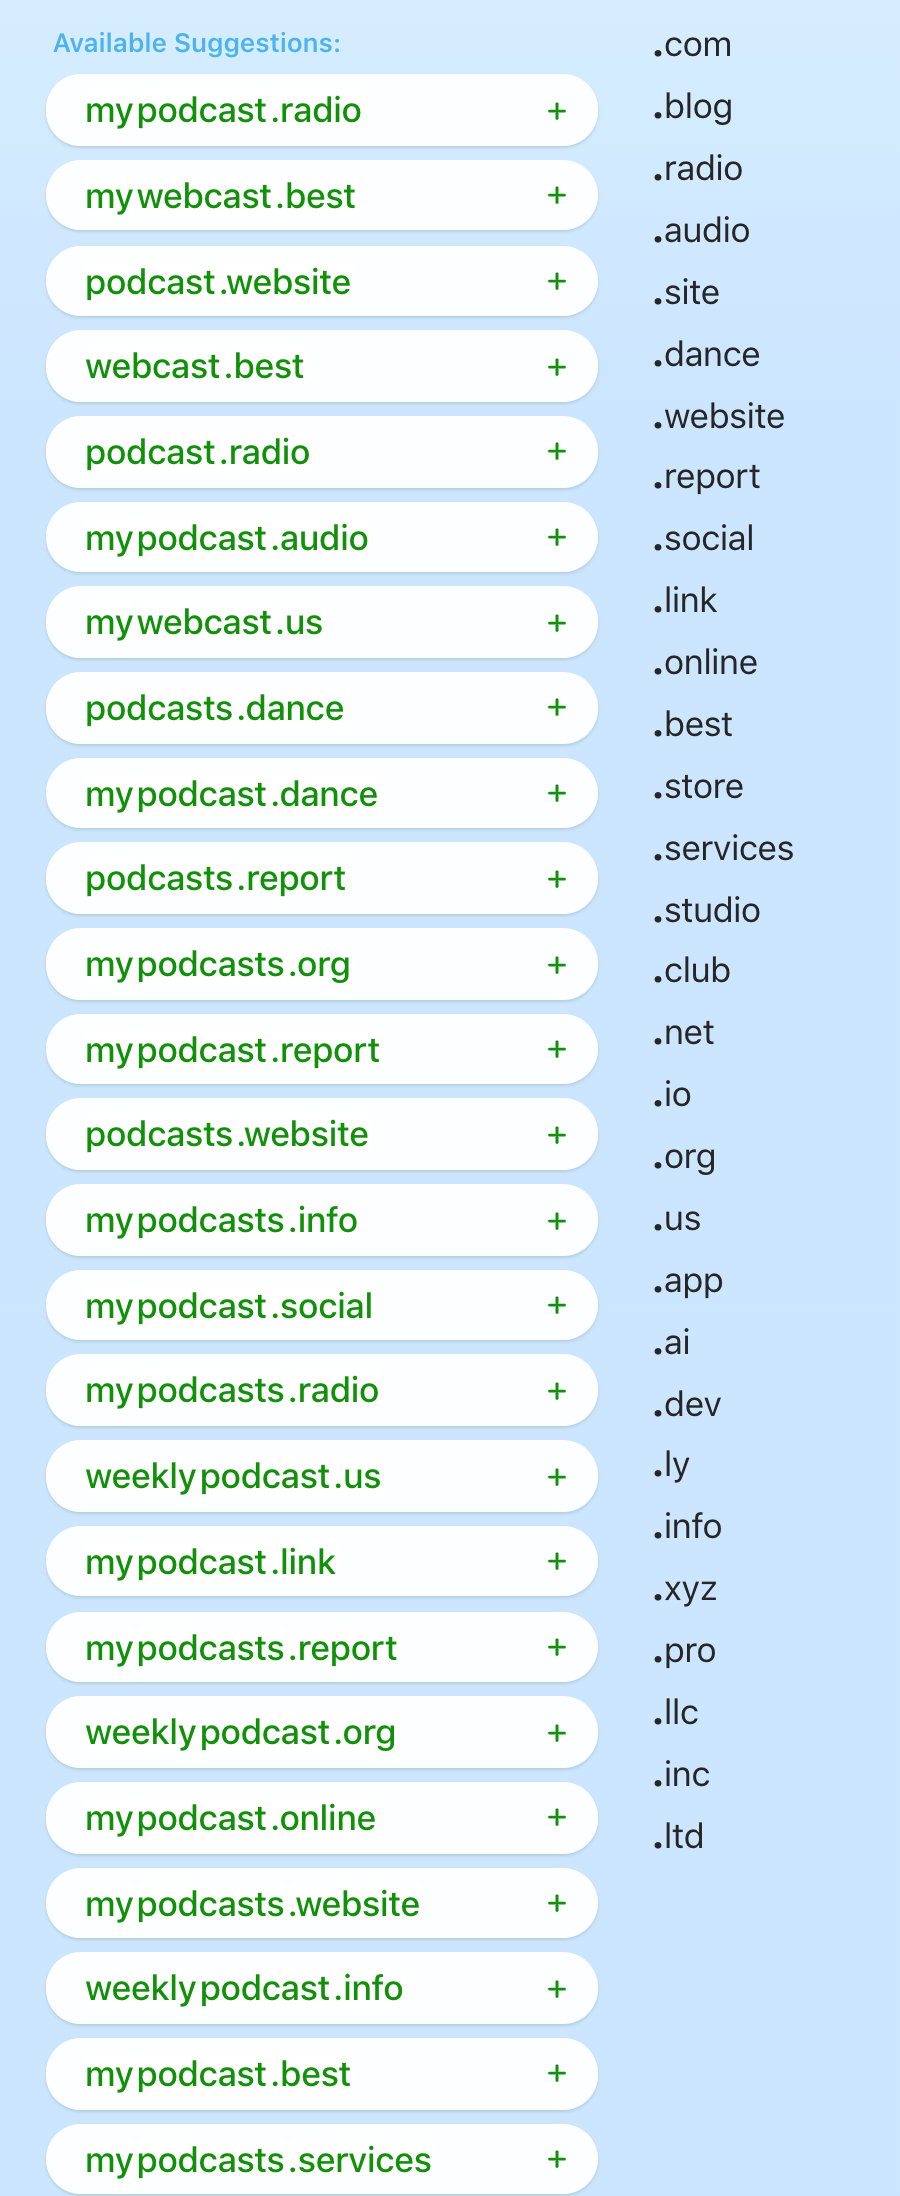 Available Suggestions:
mypodcast.radio +
mywebcast.best +
podcast.website +
webcast.best +
podcast.radio +
mypodcast.audio +
mywebcast.us +
podcasts.dance +
mypodcast.dance +
podcasts.report +
mypodcasts.org +
mypodcast.report +
podcasts.website +
mypodcasts.info +
mypodcast.social +
mypodcasts.radio +
weeklypodcast.us +
mypodcast.link +
mypodcasts.report +
weeklypodcast.org +
mypodcast.online +
mypodcasts.website +
weeklypodcast.info +
mypodcast.best +
mypodcasts.services +
.com
.blog
.radio
.audio
.site
.dance
.website
.report
.social
.link
.online
.best
.store
.services
.studio
.club
.net
.io
.org
.us
.app
.ai
.dev
.ly
.info
.xyz
.pro
.llc
.inc
.ltd